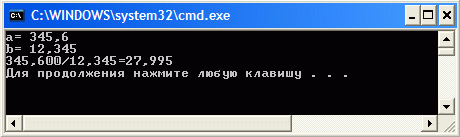 C:\WINDOWS\system32\cmd.exe
a= 345,6
b= 12,345
345,600/12,345=27,995
Для продолжения нажмите любую клавишу . . .